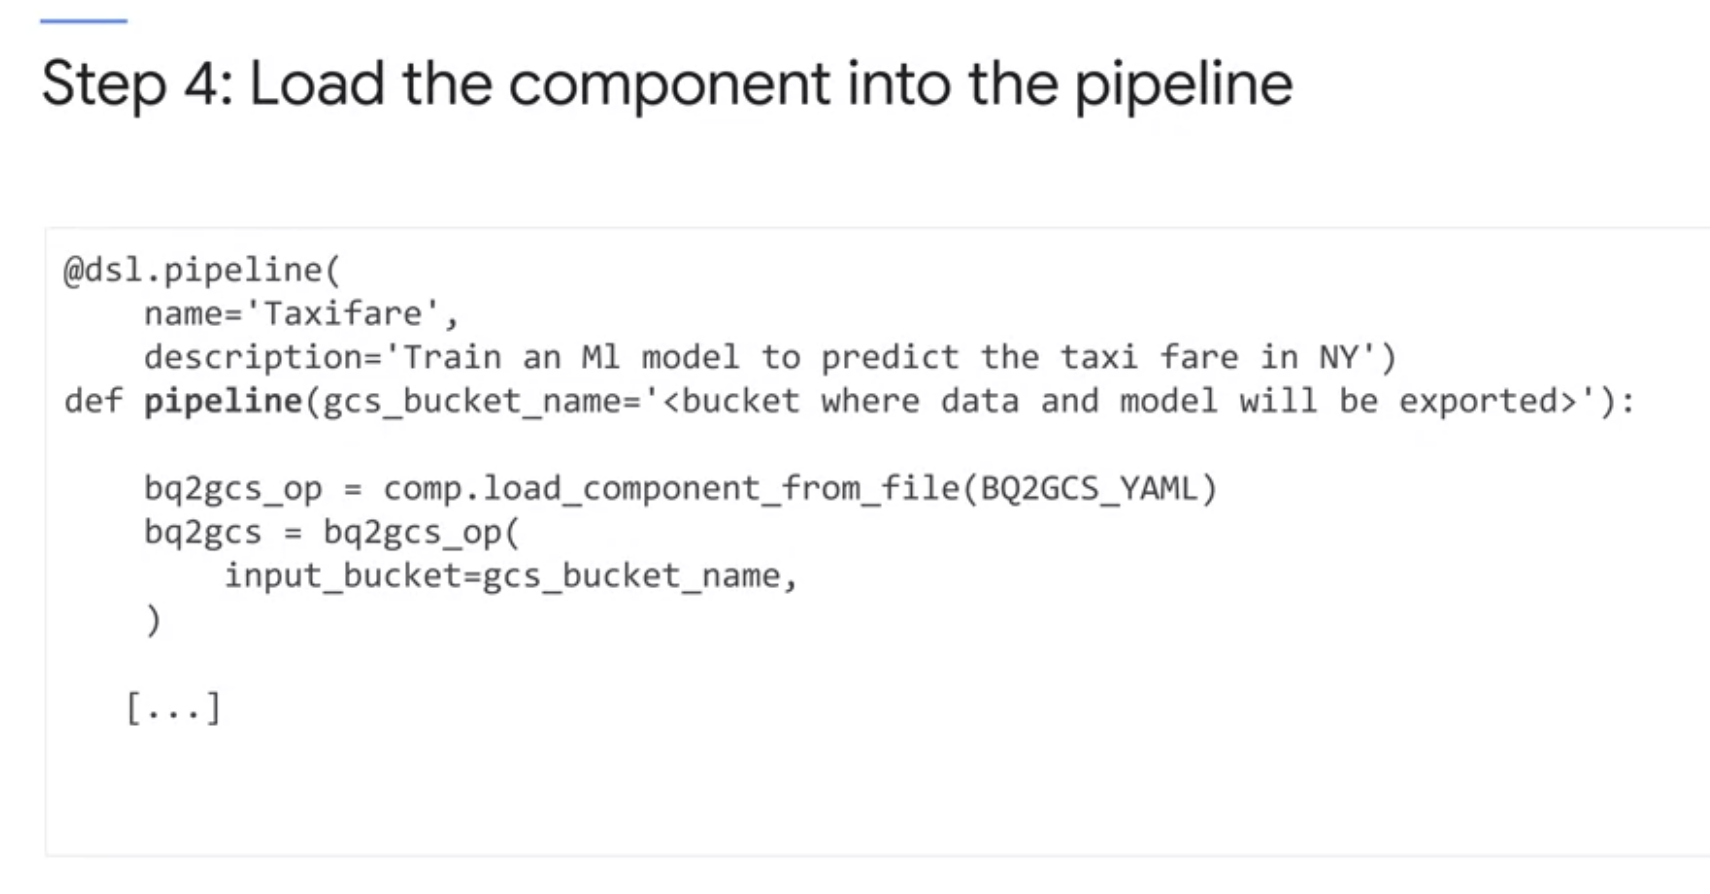 Step 4: Load the component into the pipeline
@dsl.pipeline(
    name='Taxifare',
    description='Train an Ml model to predict the taxi fare in NY')
def pipeline(gcs_bucket_name='<bucket where data and model will be exported>'):
    bq2gcs_op = comp.load_component_from_file(BQ2GCS_YAML)
    bq2gcs = bq2gcs_op(
        input_bucket=gcs_bucket_name,
    )
   [...]